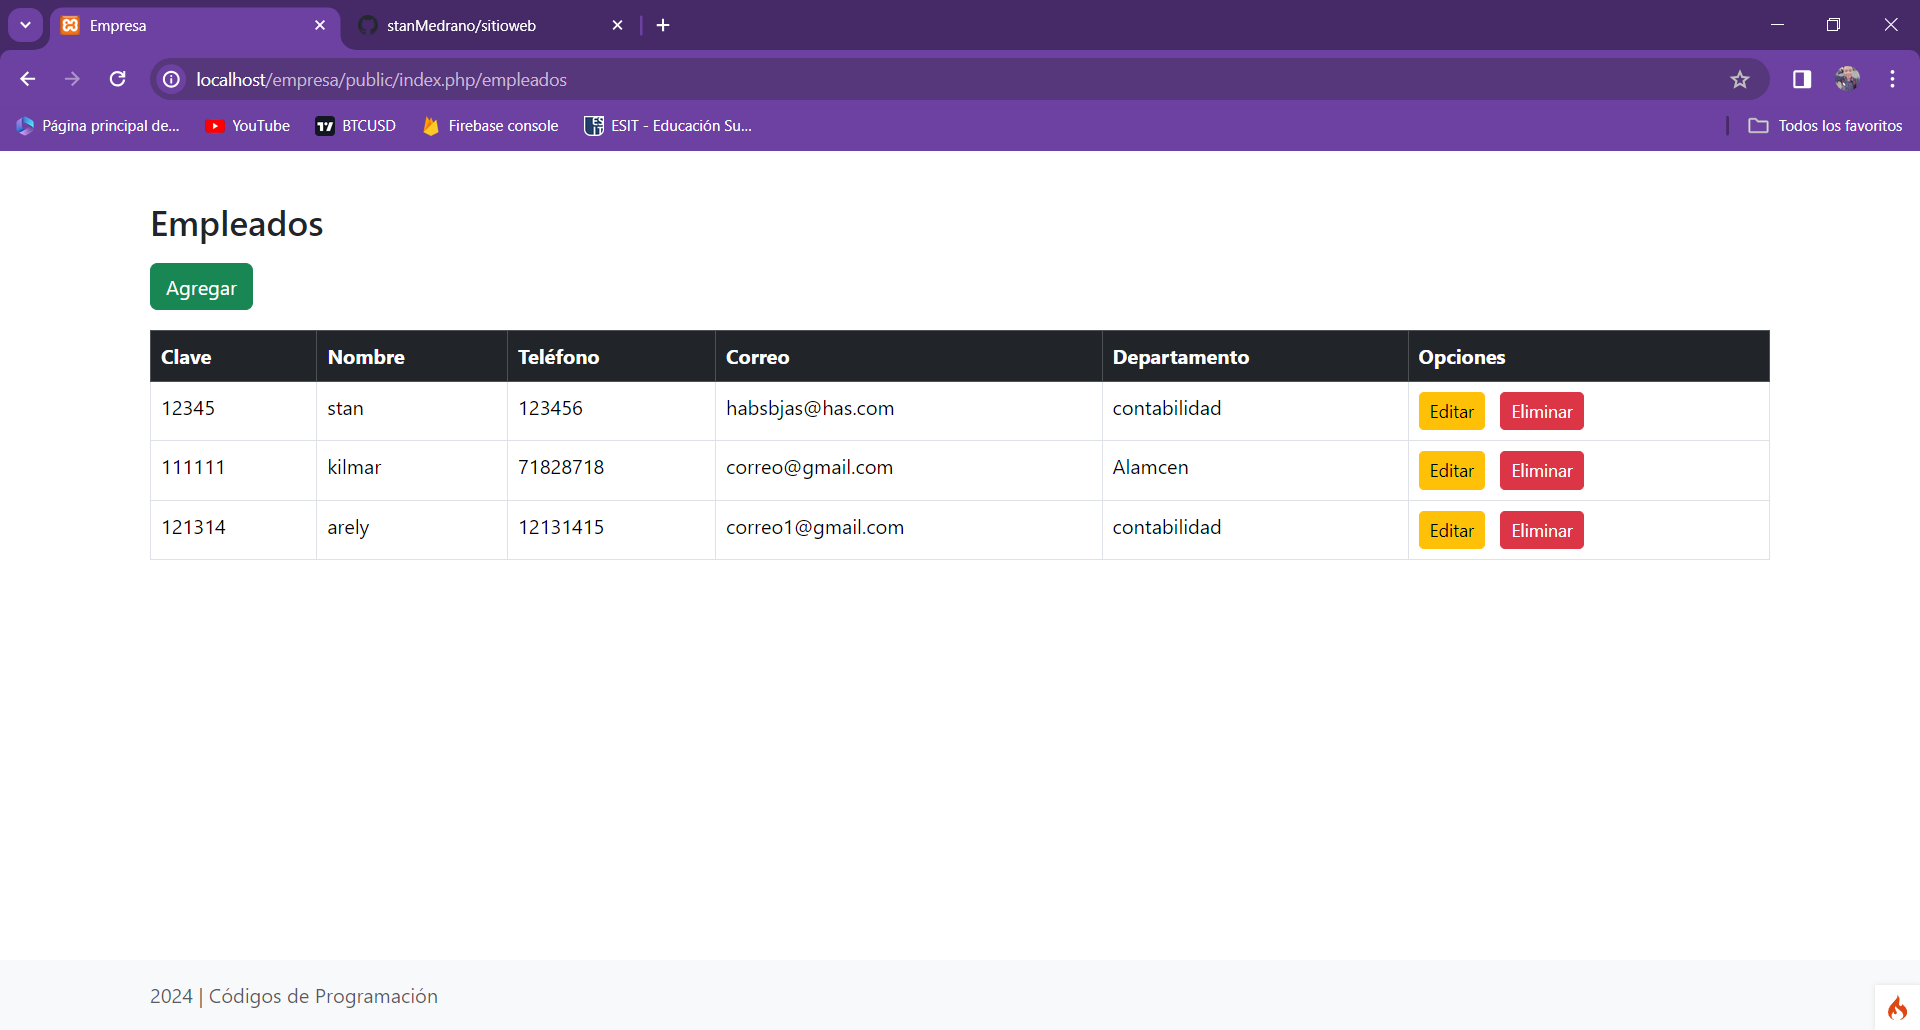 Empresa
stanMedrano/sitioweb
localhost/empresa/public/index.php/empleados
Página principal de...
YouTube
BTCUSD
Firebase console
ESIT - Educación Su...
Todos los favoritos
Empleados
Agregar
Clave Nombre Teléfono Correo Departamento Opciones
12345 stan 123456 habsbjas@has.com contabilidad Editar Eliminar
111111 kilmar 71828718 correo@gmail.com Alamcen Editar Eliminar
121314 arely 12131415 correo1@gmail.com contabilidad Editar Eliminar
2024 | Códigos de Programación